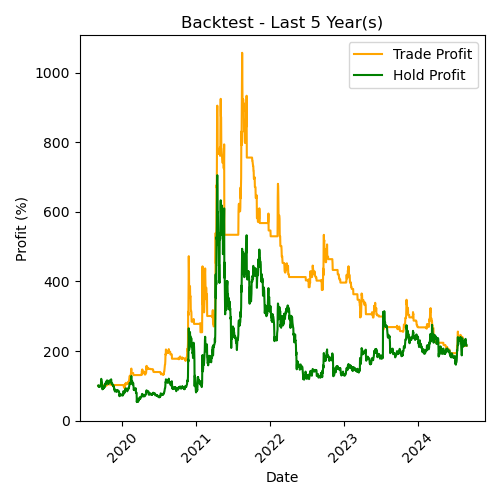 Backtest - Last 5 Year(s)
Trade Profit
Hold Profit
Profit (%)
1000
800
600
400
200
0
2020
2021
2022
2023
2024
Date